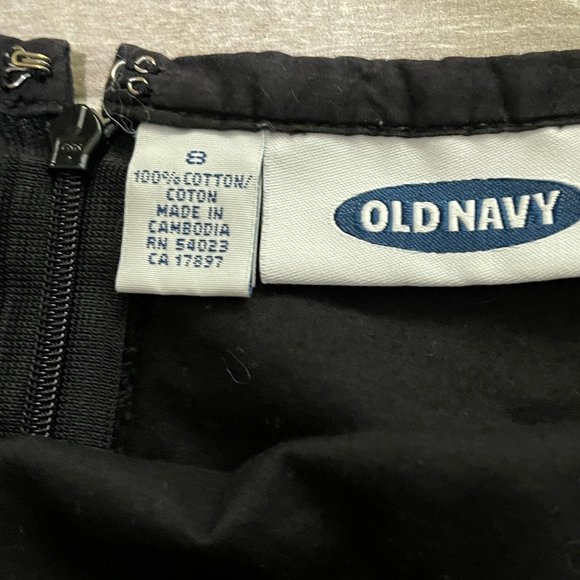 8
100% COTTON/
COTON
MADE IN
CAMBODIA
RN 54023
CA 17897
OLD NAVY